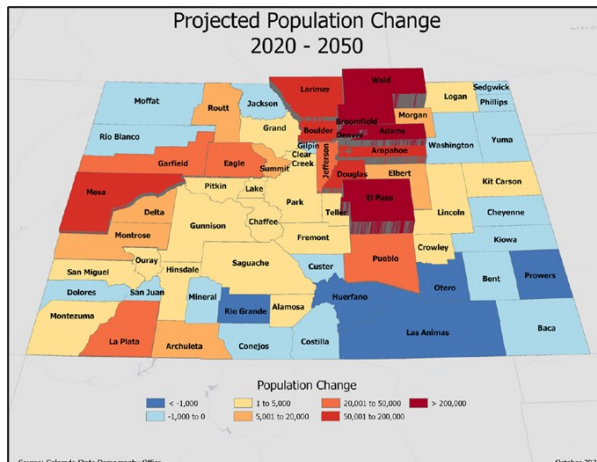 Projected Population Change
2020 - 2050
Moffat
Routt
Jackson
Larimer
Weld
Logan
Sedgwick
Phillips
Morgan
Rio Blanco
Grand
Boulder
Broomfield
Gilpin
Clear
Creek
Denver
Adams
Washington
Yuma
Garfield
Eagle
Summit
Jefferson
Arapahoe
Douglas
Elbert
Kit Carson
Mesa
Pitkin
Lake
Park
Teller
El Paso
Lincoln
Cheyenne
Delta
Gunnison
Chaffee
Fremont
Kiowa
Montrose
Ouray
Crowley
Pueblo
San Miguel
Hinsdale
Saguache
Custer
Otero
Bent
Prowers
Dolores
San Juan
Mineral
Rio Grande
Alamosa
Huerfano
Las Animas
Montezuma
La Plata
Archuleta
Conejos
Costilla
Baca
Population Change
< -1,000
1 to 5,000
20,001 to 50,000
> 200,000
-1,000 to 0
5,001 to 20,000
50,001 to 200,000
Source: Colorado State Demography Office